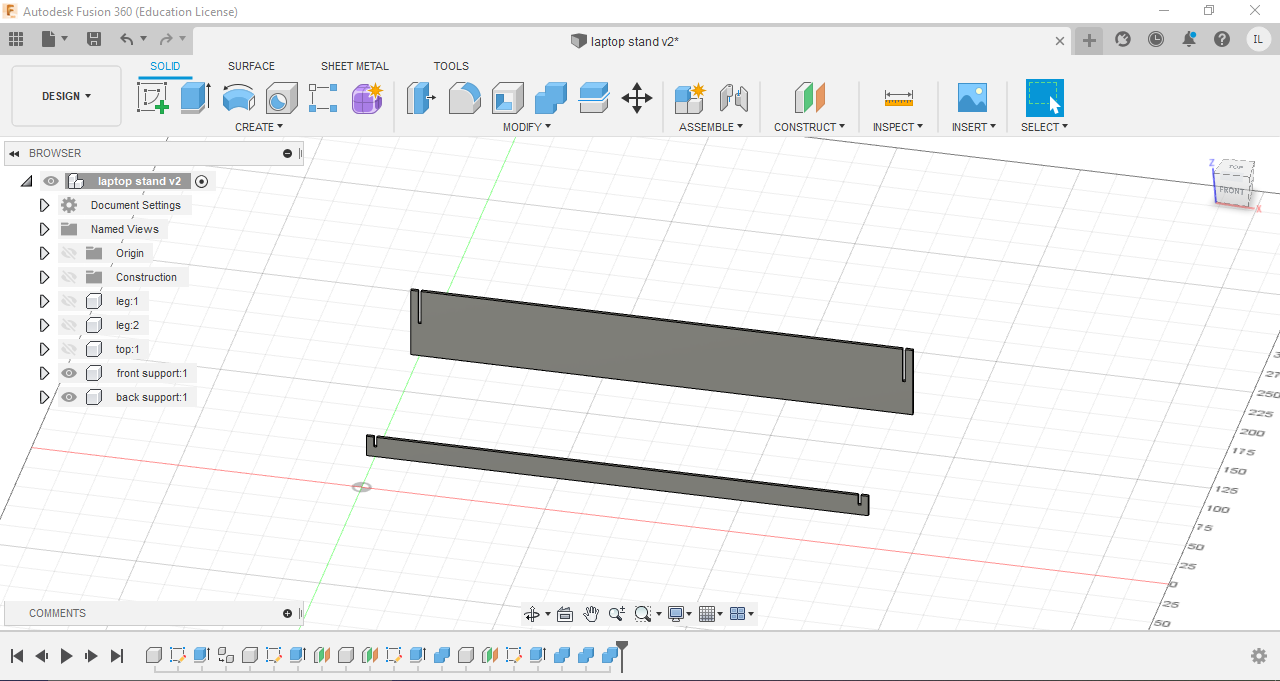 Autodesk Fusion 360 (Education License)
laptop stand v2*
IL
SOLID SURFACE SHEET METAL TOOLS
DESIGN
CREATE MODIFY ASSEMBLE CONSTRUCT INSPECT INSERT SELECT
BROWSER
laptop stand v2
Document Settings
Named Views
Origin
Construction
leg:1
leg:2
top:1
front support:1
back support:1
Z
TOP
FRONT
X
250
225
200
175
150
125
100
75
50
25
0
25
50
COMMENTS